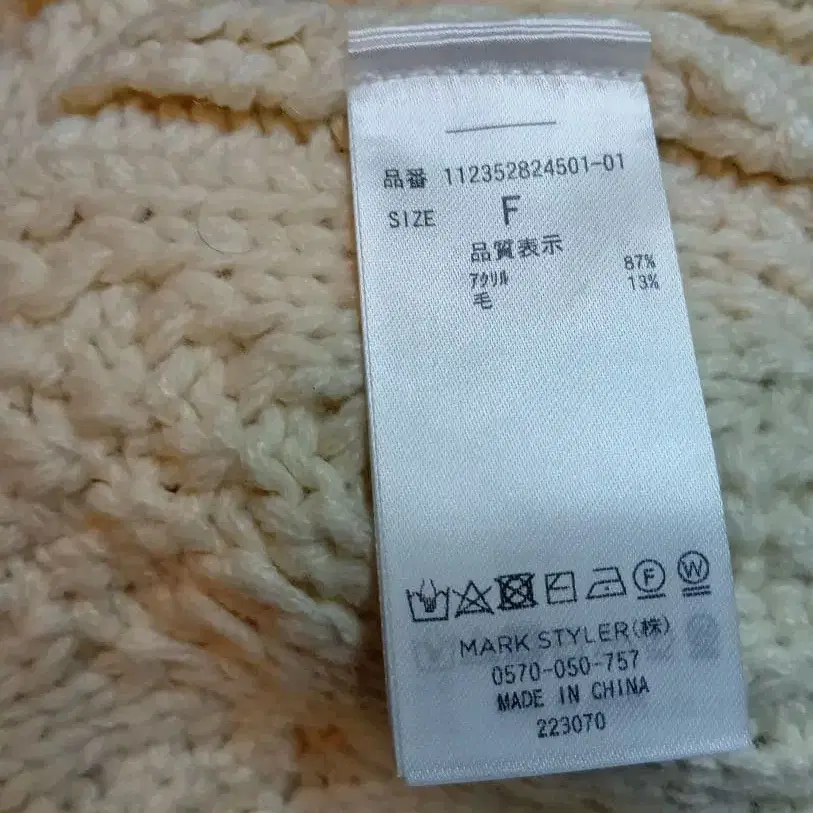 品番 112352824501-01
SIZE F
品質表示
アクリル 87%
毛 13%
F W
MARK STYLER(株)
0570-050-757
MADE IN CHINA
223070